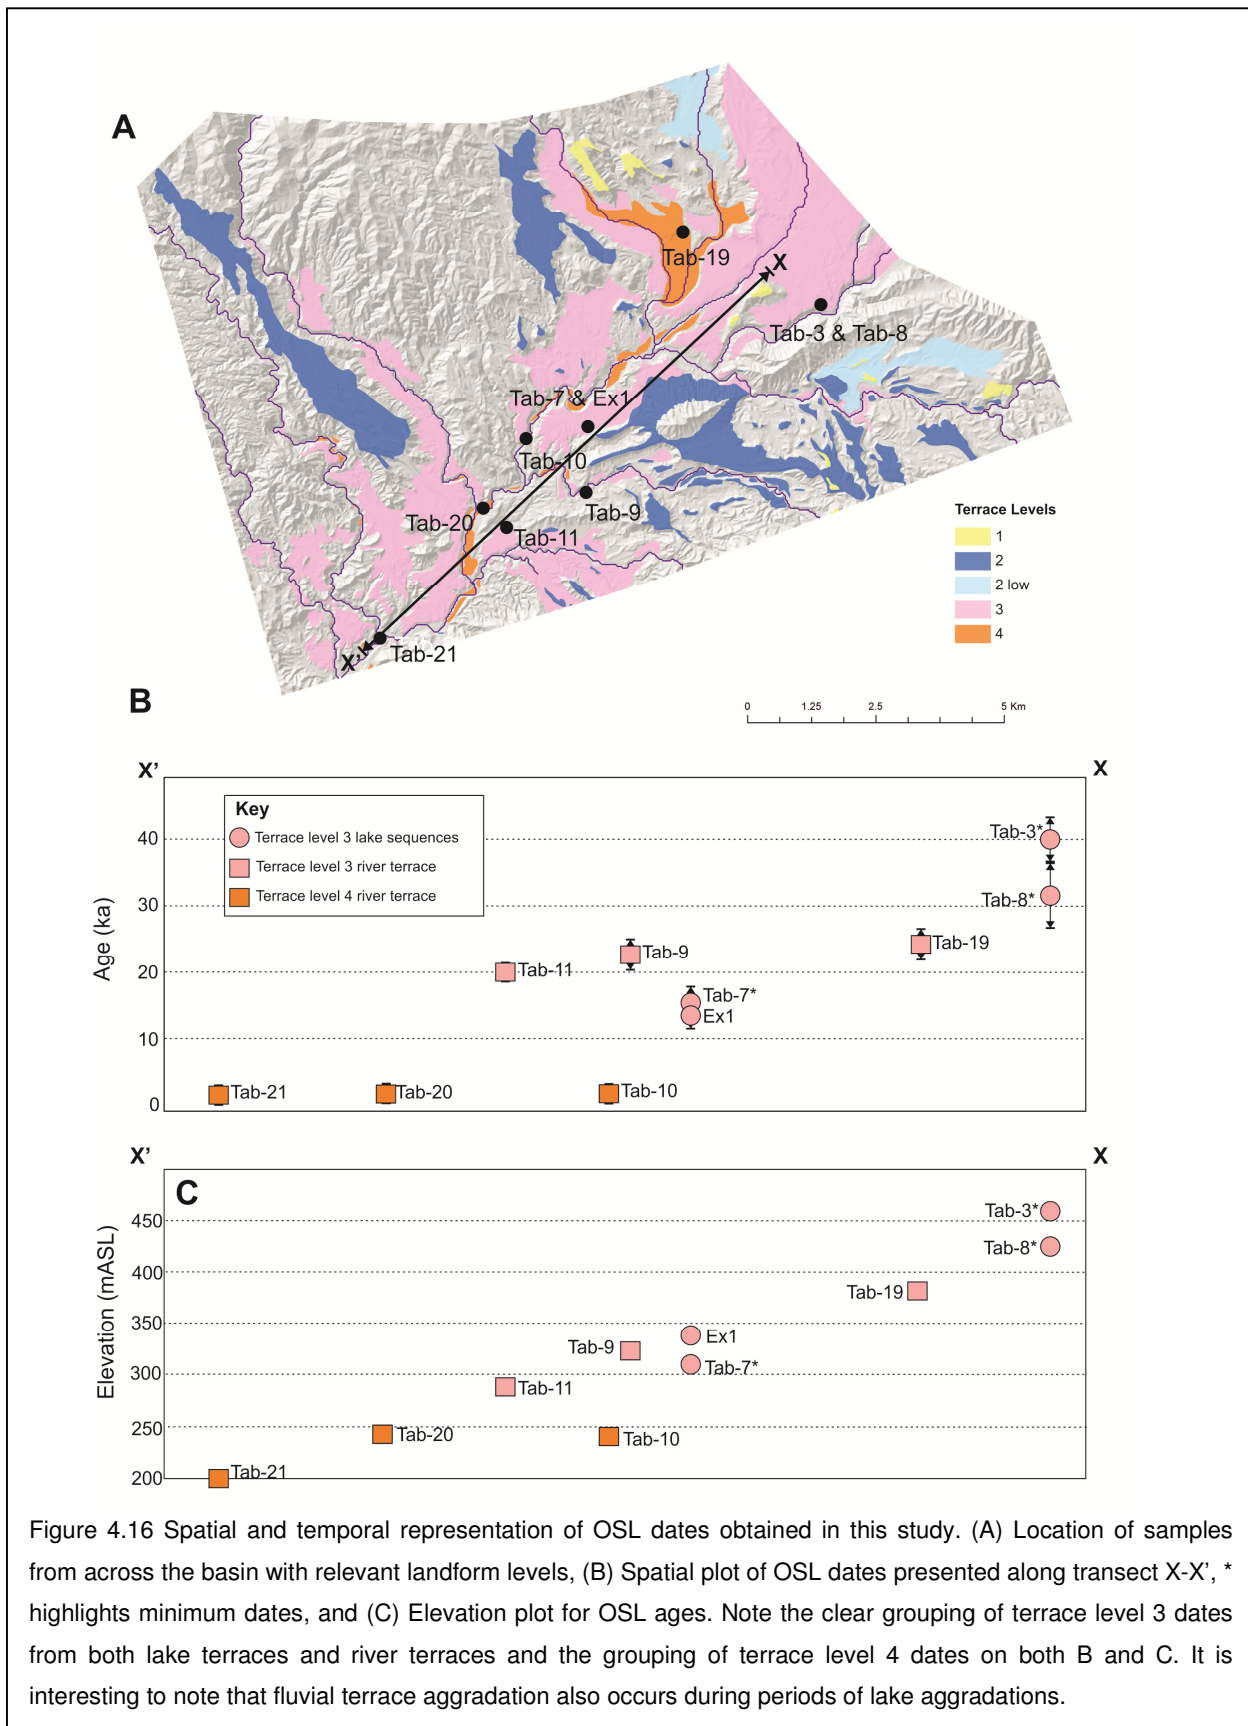 A
Tab-19
X
Tab-3 & Tab-8
Tab-7 & Ex1
Tab-10
Tab-9
Tab-20
Tab-11
X'
Tab-21
Terrace Levels
1
2
2 low
3
4
0 1.25 2.5 5 Km
B
X’ X
Key
Terrace level 3 lake sequences
Terrace level 3 river terrace
Terrace level 4 river terrace
Age (ka)
40
30
20
10
0
Tab-3*
Tab-8*
Tab-19
Tab-9
Tab-11
Tab-7*
Ex1
Tab-21
Tab-20
Tab-10
X’ X
C
Elevation (mASL)
450
400
350
300
250
200
Tab-3*
Tab-8*
Tab-19
Ex1
Tab-9
Tab-7*
Tab-11
Tab-20
Tab-10
Tab-21
Figure 4.16 Spatial and temporal representation of OSL dates obtained in this study. (A) Location of samples
from across the basin with relevant landform levels, (B) Spatial plot of OSL dates presented along transect X-X’, *
highlights minimum dates, and (C) Elevation plot for OSL ages. Note the clear grouping of terrace level 3 dates
from both lake terraces and river terraces and the grouping of terrace level 4 dates on both B and C. It is
interesting to note that fluvial terrace aggradation also occurs during periods of lake aggradations.